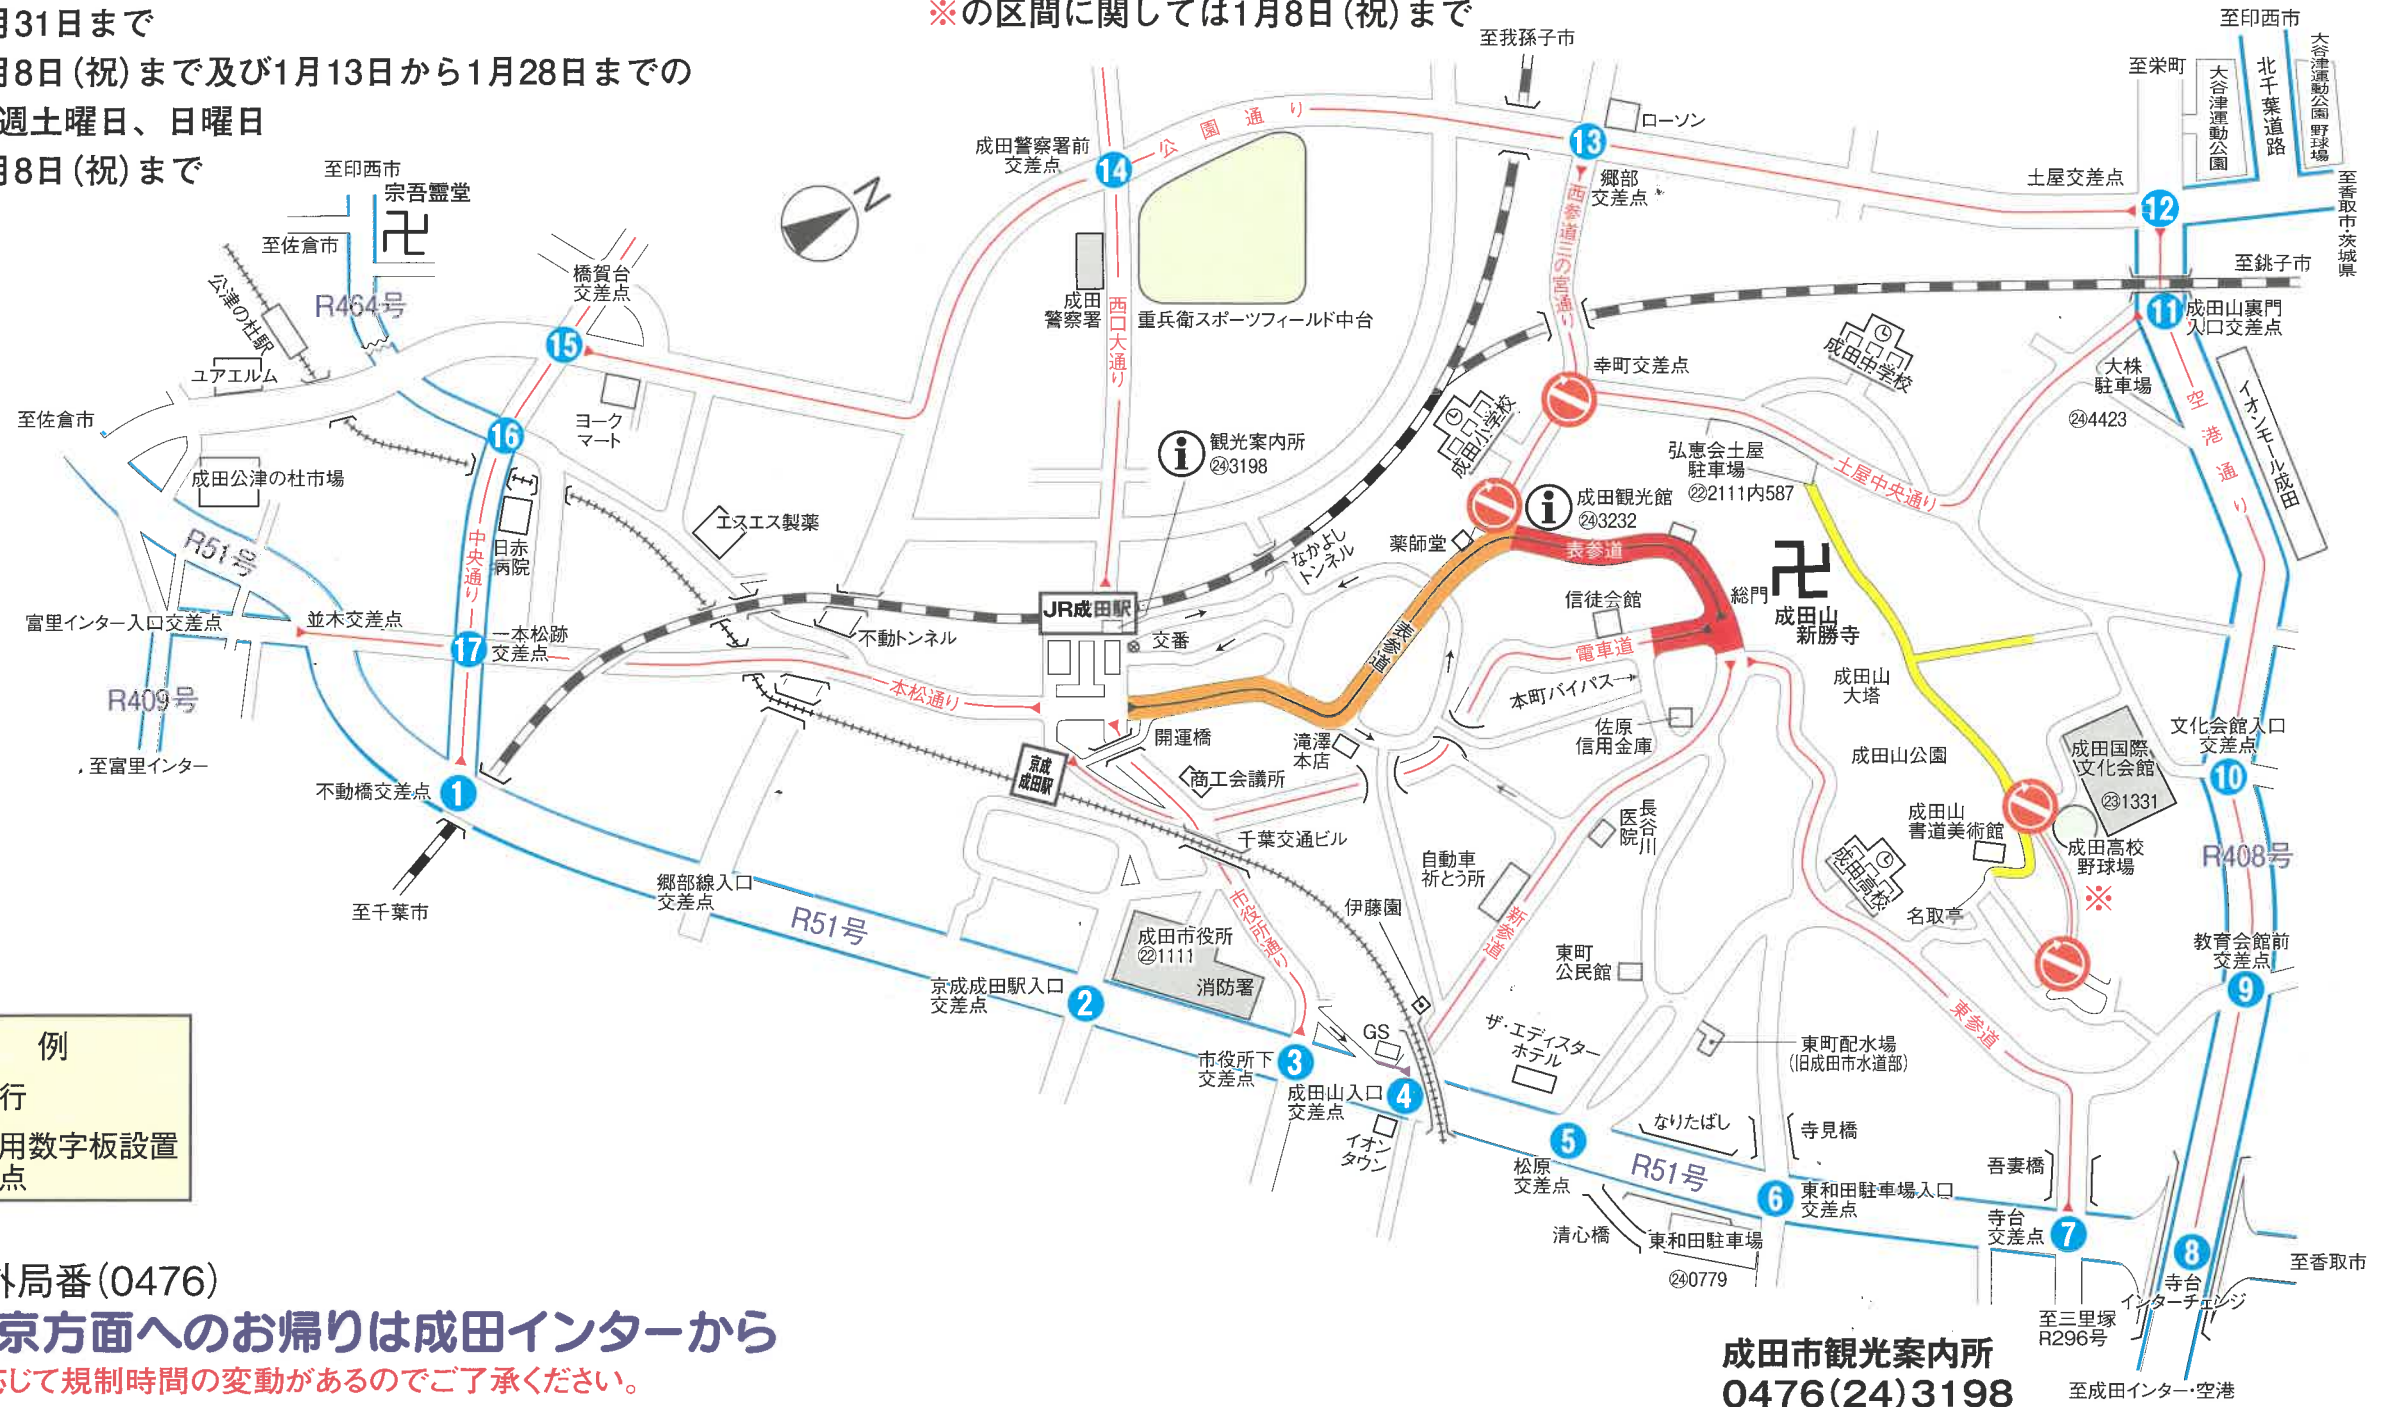 月31日まで
月8日(祝)まで及び1月13日から1月28日までの
週土曜日、日曜日
月8日(祝)まで
※の区間に関しては1月8日(祝)まで
至印西市
宗吾霊堂
卍
至佐倉市
公津の杜駅
R464号
ユアエルム
至佐倉市
成田公津の杜市場
R51号
富里インター入口交差点
R409号
至富里インター
並木交差点
橋賀台
交差点
15
ヨーク
マート
16
日赤
病院
中央通り
17
一本松跡
交差点
不動橋交差点
1
至千葉市
エスエス製薬
不動トンネル
一本松通り
N
成田警察署前
交差点
14
公園通り
成田
警察署
西口大通り
重兵衛スポーツフィールド中台
観光案内所
㉔3198
JR成田駅
交番
なかよし
トンネル
開運橋
京成
成田駅
商工会議所
千葉交通ビル
滝澤
本店
表参道
至我孫子市
ローソン
13
郷部
交差点
西参道三の宮通り
幸町交差点
成田小学校
成田観光館
㉔3232
薬師堂
表参道
信徒会館
総門
電車道
本町バイパス
佐原
信用金庫
卍
成田山
新勝寺
弘恵会土屋
駐車場
㉒2111内587
土屋中央通り
成田中学校
大株
駐車場
㉔4423
至印西市
至栄町
大谷津運動公園
北千葉道路
大谷津運動公園 野球場
土屋交差点
12
至香取市・茨城県
至銚子市
11
成田山裏門
入口交差点
空港通り
イオンモール成田
成田山
大塔
成田山公園
成田国際
文化会館
㉓1331
文化会館入口
交差点
10
成田山
書道美術館
成田高校
野球場
※
R408号
成田高校
名取亭
教育会館前
交差点
9
長谷川
医院
自動車
祈とう所
伊藤園
新参道
東町
公民館
東参道
郷部線入口
交差点
R51号
成田市役所
㉒1111
消防署
市役所通り
京成成田駅入口
交差点
2
市役所下
交差点
3
GS
成田山入口
交差点
4
イオン
タウン
ザ・エディスター
ホテル
東町配水場
(旧成田市水道部)
なりたばし
寺見橋
5
松原
交差点
R51号
6
東和田駐車場入口
交差点
清心橋
東和田駐車場
㉔0779
吾妻橋
寺台
交差点
7
8
寺台
インターチェンジ
至香取市
至三里塚
R296号
至成田インター・空港
例
行
用数字板設置
点
外局番(0476)
京方面へのお帰りは成田インターから
応じて規制時間の変動があるのでご了承ください。
成田市観光案内所
0476(24)3198